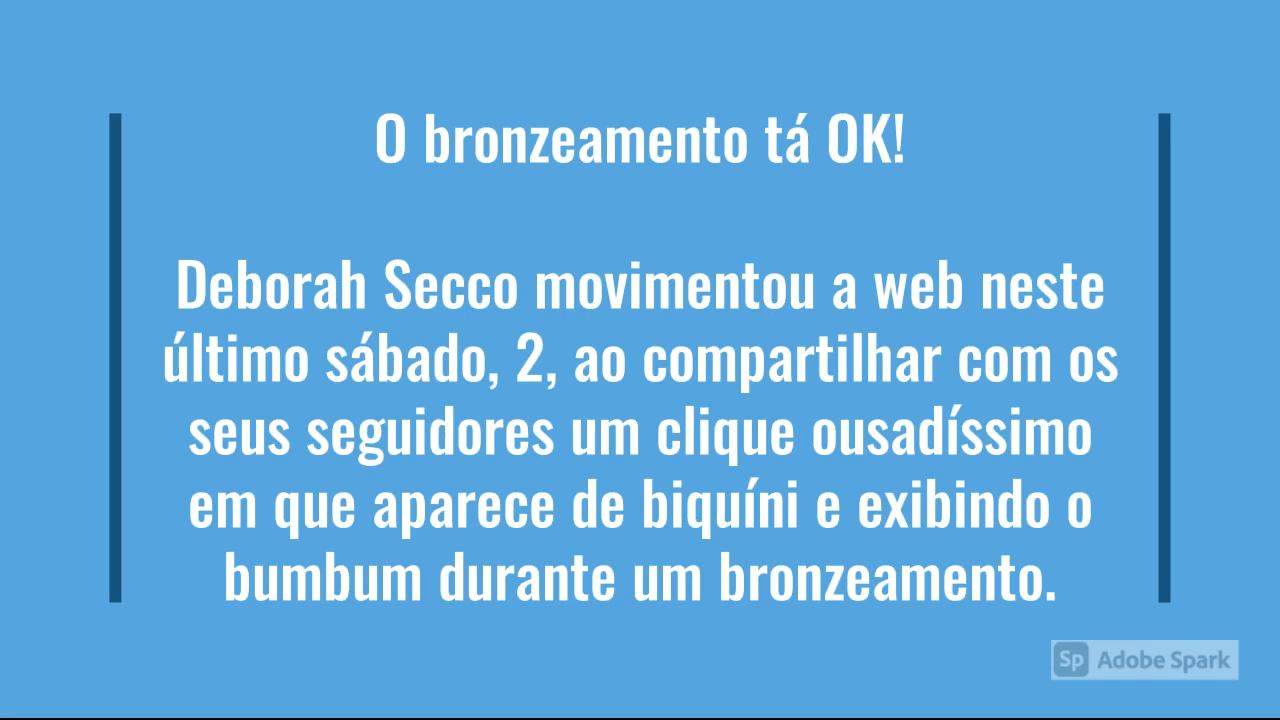 O bronzeamento tá OK!
Deborah Secco movimentou a web neste
último sábado, 2, ao compartilhar com os
seus seguidores um clique ousadíssimo
em que aparece de biquíni e exibindo o
bumbum durante um bronzeamento.
Sp Adobe Spark